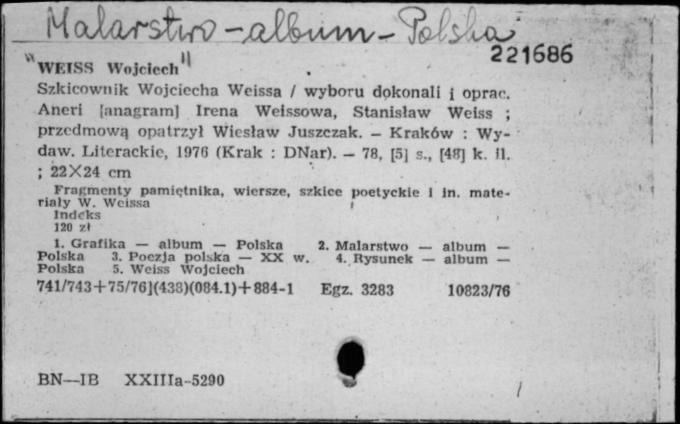 Malarstwo - album - Polska
221686
"WEISS Wojciech"
Szkicownik Wojciecha Weissa / wyboru dokonali i oprac.
Aneri [anagram] Irena Weissowa, Stanisław Weiss ;
przedmową opatrzył Wiesław Juszczak. — Kraków : Wy-
daw. Literackie, 1976 (Krak : DNar). — 78, [5] s., [48] k. il.
; 22×24 cm
Fragmenty pamiętnika, wiersze, szkice poetyckie i in. mate-
riały W. Weissa
Indeks
120 zł
1. Grafika — album — Polska 2. Malarstwo — album —
Polska 3. Poezja polska — XX w. 4. Rysunek — album —
Polska 5. Weiss Wojciech
741/743+75/76](438)(084.1)+884-1 Egz. 3283 10823/76
BN—IB XXIIIa-5290